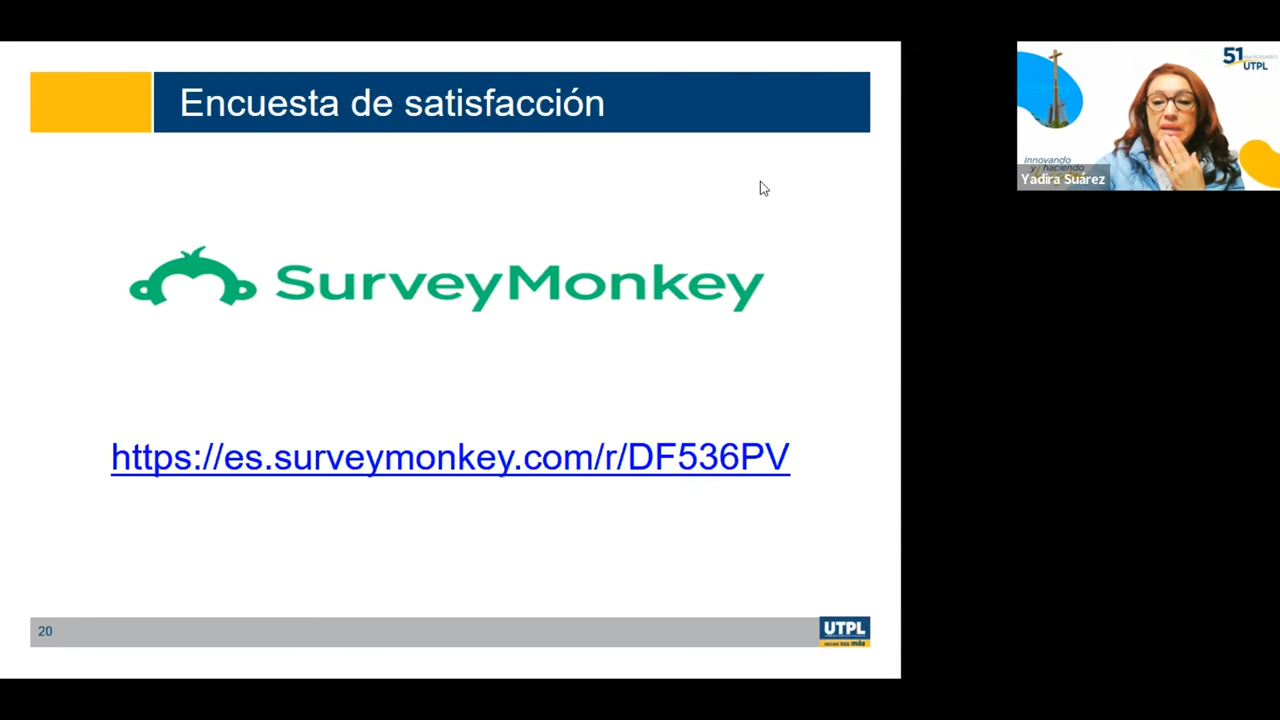 Encuesta de satisfacción
SurveyMonkey
https://es.surveymonkey.com/r/DF536PV
20
UTPL
51
UTPL
Innovando
y haciendo
Yadira Suárez